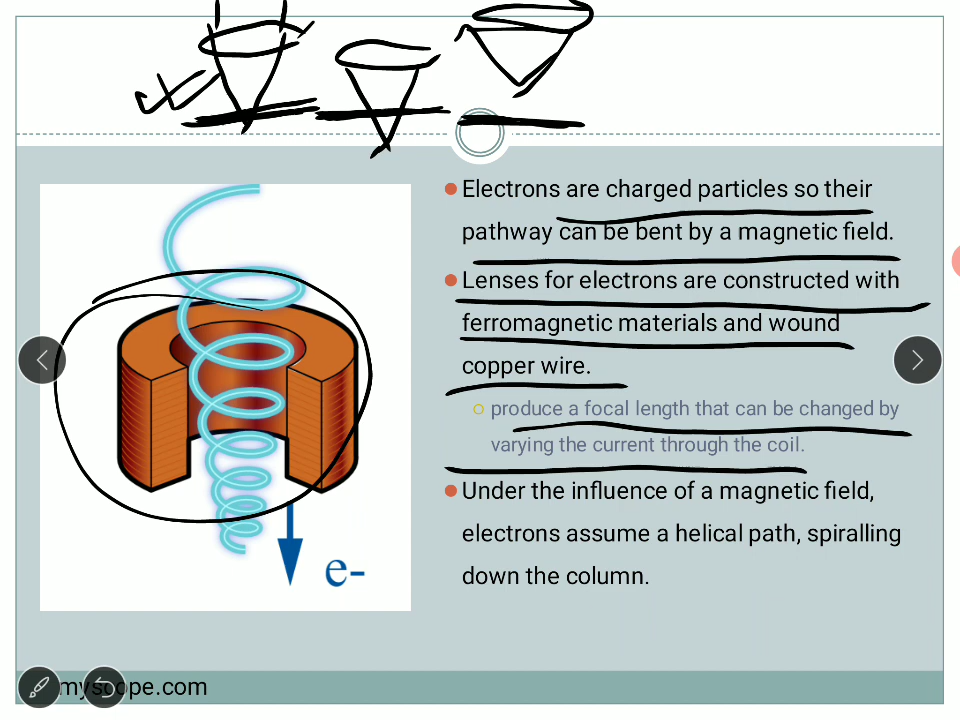 Electrons are charged particles so their
pathway can be bent by a magnetic field.
Lenses for electrons are constructed with
ferromagnetic materials and wound
copper wire.
produce a focal length that can be changed by
varying the current through the coil.
Under the influence of a magnetic field,
electrons assume a helical path, spiralling
down the column.
e-
myscope.com